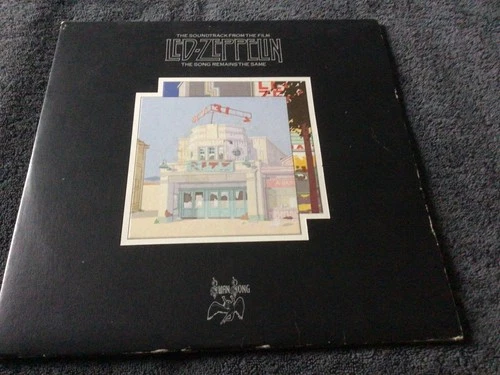 THE SOUNDTRACK FROM THE FILM
LED-ZEPPELIN
THE SONG REMAINS THE SAME
SWAN SONG